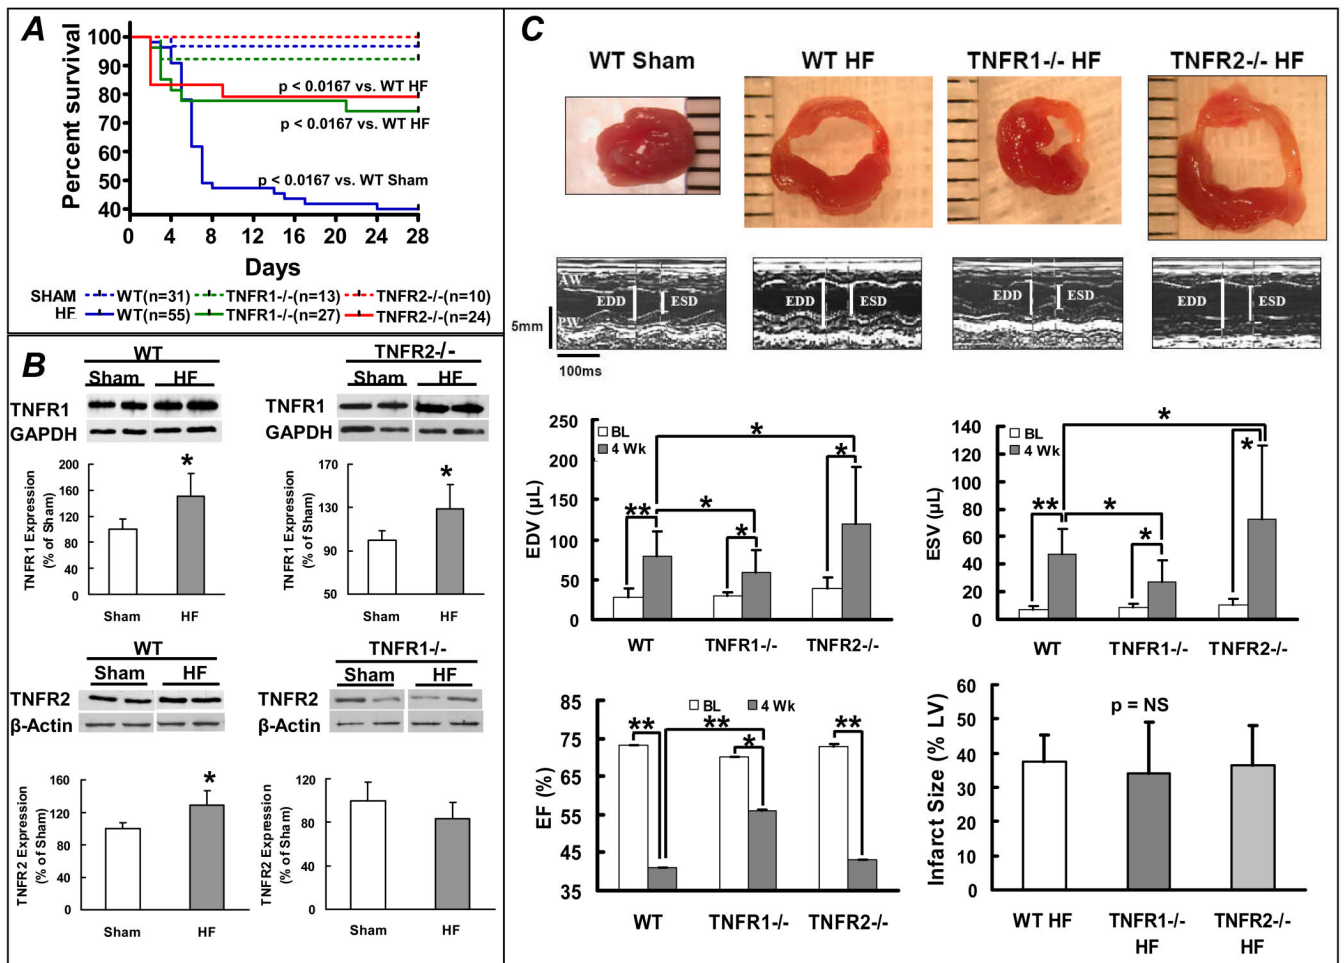 A
Percent survival
100
90
80
70
60
50
40
p < 0.0167 vs. WT HF
p < 0.0167 vs. WT HF
p < 0.0167 vs. WT Sham
0 4 8 12 16 20 24 28
Days
SHAM WT(n=31) TNFR1-/-(n=13) TNFR2-/-(n=10)
HF WT(n=55) TNFR1-/-(n=27) TNFR2-/-(n=24)
B
WT
Sham HF
TNFR1
GAPDH
TNFR2-/-
Sham HF
TNFR1
GAPDH
TNFR1 Expression
(% of Sham)
200
160
120
80
40
0
*
Sham HF
TNFR1 Expression
(% of Sham)
170
130
90
50
*
Sham HF
WT
Sham HF
TNFR2
β-Actin
TNFR1-/-
Sham HF
TNFR2
β-Actin
TNFR2 Expression
(% of Sham)
160
120
80
40
0
*
Sham HF
TNFR2 Expression
(% of Sham)
120
80
40
0
Sham HF
C
WT Sham WT HF TNFR1-/- HF TNFR2-/- HF
AW
PW
EDD ESD
EDD ESD
EDD ESD
EDD ESD
5mm
100ms
EDV (µL)
250
200
150
100
50
0
BL
4 Wk
** * * * *
WT TNFR1-/- TNFR2-/-
ESV (µL)
140
120
100
80
60
40
20
0
BL
4 Wk
** * * * *
WT TNFR1-/- TNFR2-/-
EF (%)
85
75
65
55
45
35
BL 4 Wk
** ** * **
WT TNFR1-/- TNFR2-/-
Infarct Size (% LV)
60
50
40
30
20
10
0
p = NS
WT HF TNFR1-/- TNFR2-/-
HF HF